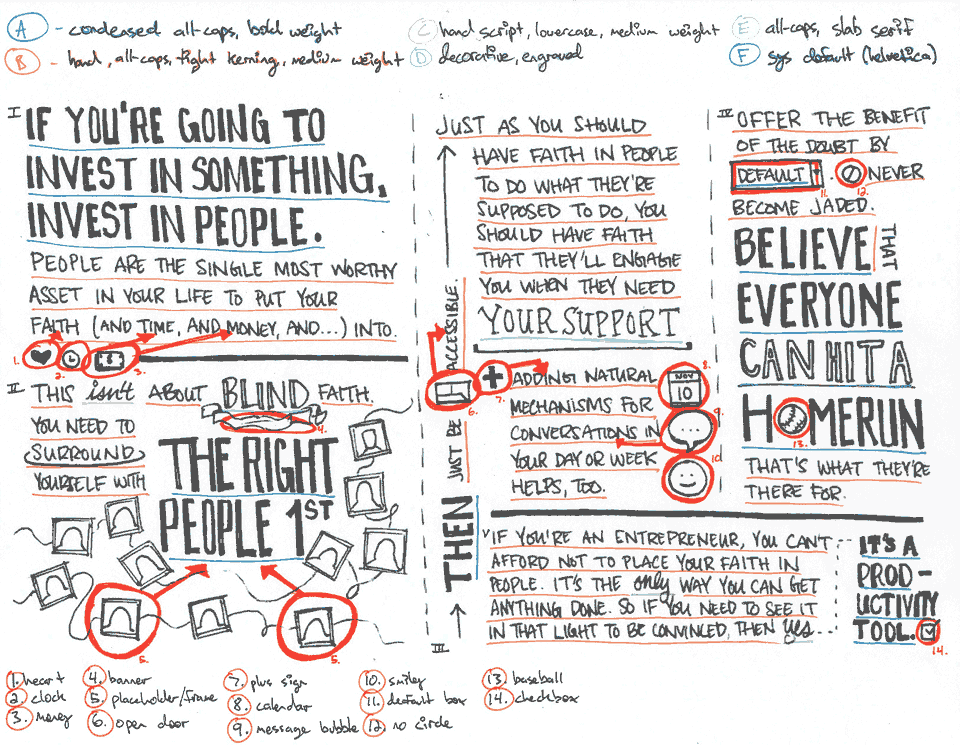 A - condensed all-caps, bold weight
B - hand, all-caps, tight kerning, medium weight
C hand script, lowercase, medium weight
D decorative, engraved
E all-caps, slab serif
F sys default (helvetica)
I IF YOU'RE GOING TO
INVEST IN SOMETHING,
INVEST IN PEOPLE.
PEOPLE ARE THE SINGLE MOST WORTHY
ASSET IN YOUR LIFE TO PUT YOUR
FAITH (AND TIME, AND MONEY, AND...) INTO.
1. 2. 3.
II THIS isn't ABOUT BLIND FAITH.
4.
YOU NEED TO
SURROUND
YOURSELF WITH
THE RIGHT
PEOPLE 1ST
5. 5.
III THEN JUST BE ACCESSIBLE.
6.
JUST AS YOU SHOULD
HAVE FAITH IN PEOPLE
TO DO WHAT THEY'RE
SUPPOSED TO DO, YOU
SHOULD HAVE FAITH
THAT THEY'LL ENGAGE
YOU WHEN THEY NEED
YOUR SUPPORT
7.
ADDING NATURAL
MECHANISMS FOR
CONVERSATIONS IN
YOUR DAY OR WEEK
HELPS, TOO.
8.
NOV
10
9.
10
IV OFFER THE BENEFIT
OF THE DOUBT BY
DEFAULT. NEVER
11. 12.
BECOME JADED.
BELIEVE THAT
EVERYONE
CAN HIT A
HOMERUN
13.
THAT'S WHAT THEY'RE
THERE FOR.
V IF YOU'RE AN ENTREPRENEUR, YOU CAN'T
AFFORD NOT TO PLACE YOUR FAITH IN
PEOPLE. IT'S THE only WAY YOU CAN GET
ANYTHING DONE. SO IF YOU NEED TO SEE IT
IN THAT LIGHT TO BE CONVINCED, THEN yes...
IT'S A
PROD-
UCTIVITY
TOOL.
14.
1. heart
2. clock
3. money
4. banner
5. placeholder/frame
6. open door
7. plus sign
8. calendar
9. message bubble
10. smiley
11. default box
12. no circle
13 baseball
14. checkbox